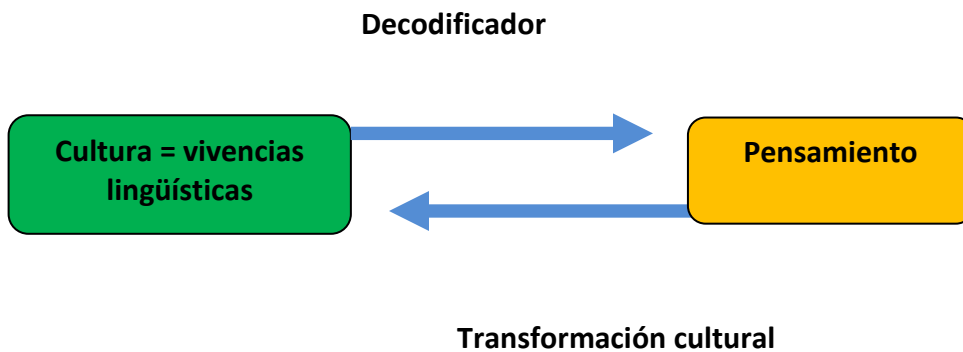 Decodificador
Cultura = vivencias
lingüísticas
Pensamiento
Transformación cultural